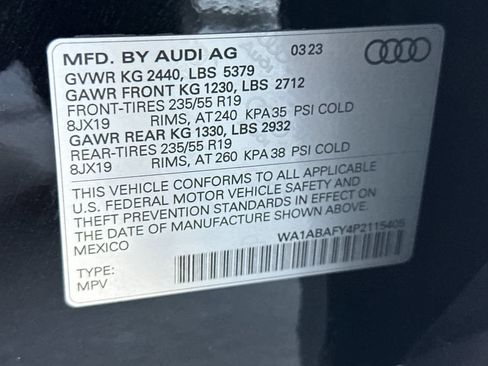 MFD. BY AUDI AG 03 23
GVWR KG 2440, LBS 5379
GAWR FRONT KG 1230, LBS 2712
FRONT-TIRES 235/55 R19
8JX19 RIMS, AT 240 KPA 35 PSI COLD
GAWR REAR KG 1330, LBS 2932
REAR-TIRES 235/55 R19
8JX19 RIMS, AT 260 KPA 38 PSI COLD
THIS VEHICLE CONFORMS TO ALL APPLICABLE
U.S. FEDERAL MOTOR VEHICLE SAFETY AND
THEFT PREVENTION STANDARDS IN EFFECT ON
THE DATE OF MANUFACTURE SHOWN ABOVE.
MEXICO
WA1ABAFY4P2115405
TYPE:
MPV